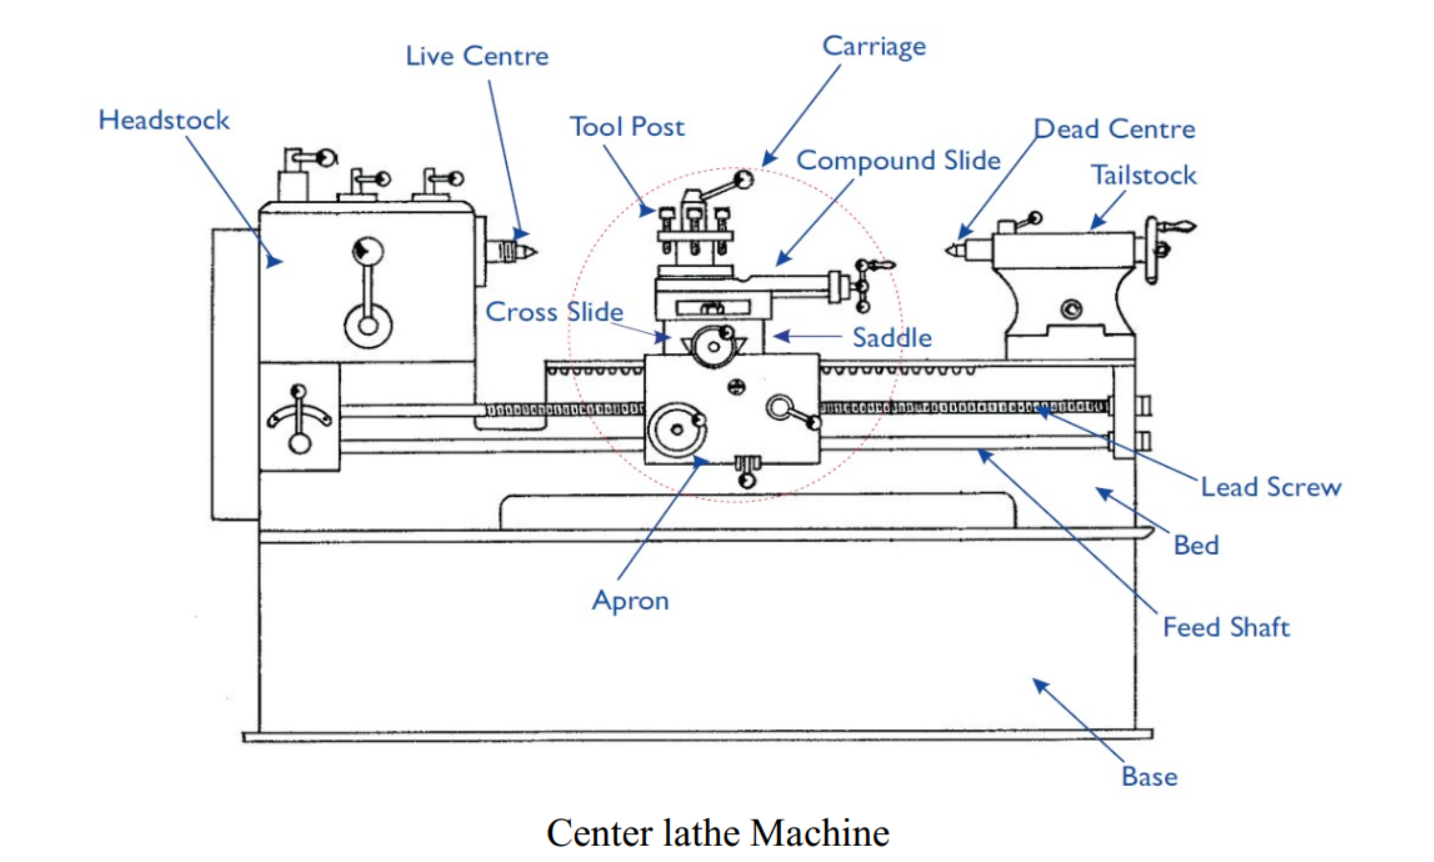 Live Centre
Carriage
Headstock
Tool Post
Dead Centre
Compound Slide
Tailstock
Cross Slide
Saddle
Lead Screw
Bed
Apron
Feed Shaft
Base
Center lathe Machine